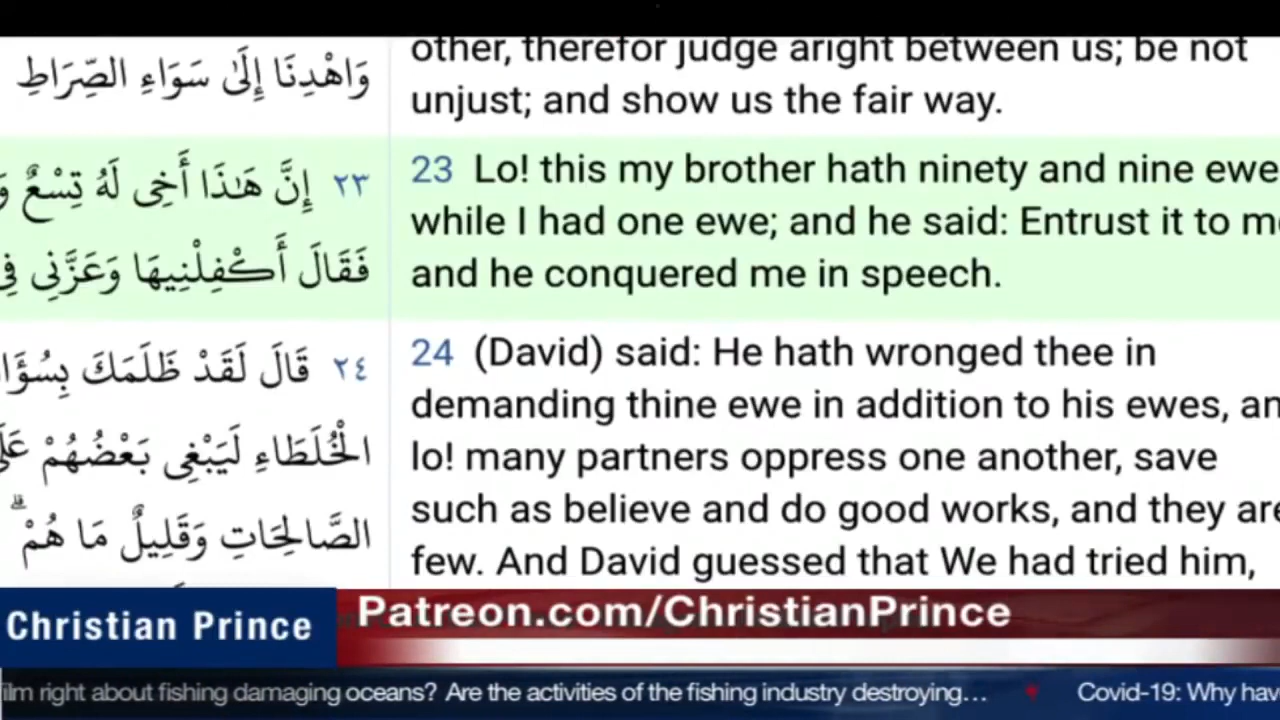 وَاهْدِنَا إِلَىٰ سَوَاءِ الصِّرَاطِ
other, therefor judge aright between us; be not
unjust; and show us the fair way.
٢٣ إِنَّ هَـٰذَا أَخِي لَهُ تِسْعٌ
فَقَالَ أَكْفِلْنِيهَا وَعَزَّنِي فِي
23 Lo! this my brother hath ninety and nine ewe
while I had one ewe; and he said: Entrust it to
and he conquered me in speech.
٢٤ قَالَ لَقَدْ ظَلَمَكَ
الْخُلَطَاءِ لَيَبْغِي بَعْضُهُمْ
الصَّالِحَاتِ وَقَلِيلٌ مَا هُمْ ۗ
24 (David) said: He hath wronged thee in
demanding thine ewe in addition to his ewes,
lo! many partners oppress one another, save
such as believe and do good works, and they are
few. And David guessed that We had tried him,
Christian Prince
Patreon.com/ChristianPrince
ilm right about fishing damaging oceans? Are the activities of the fishing industry destroying... Covid-19: Why hav